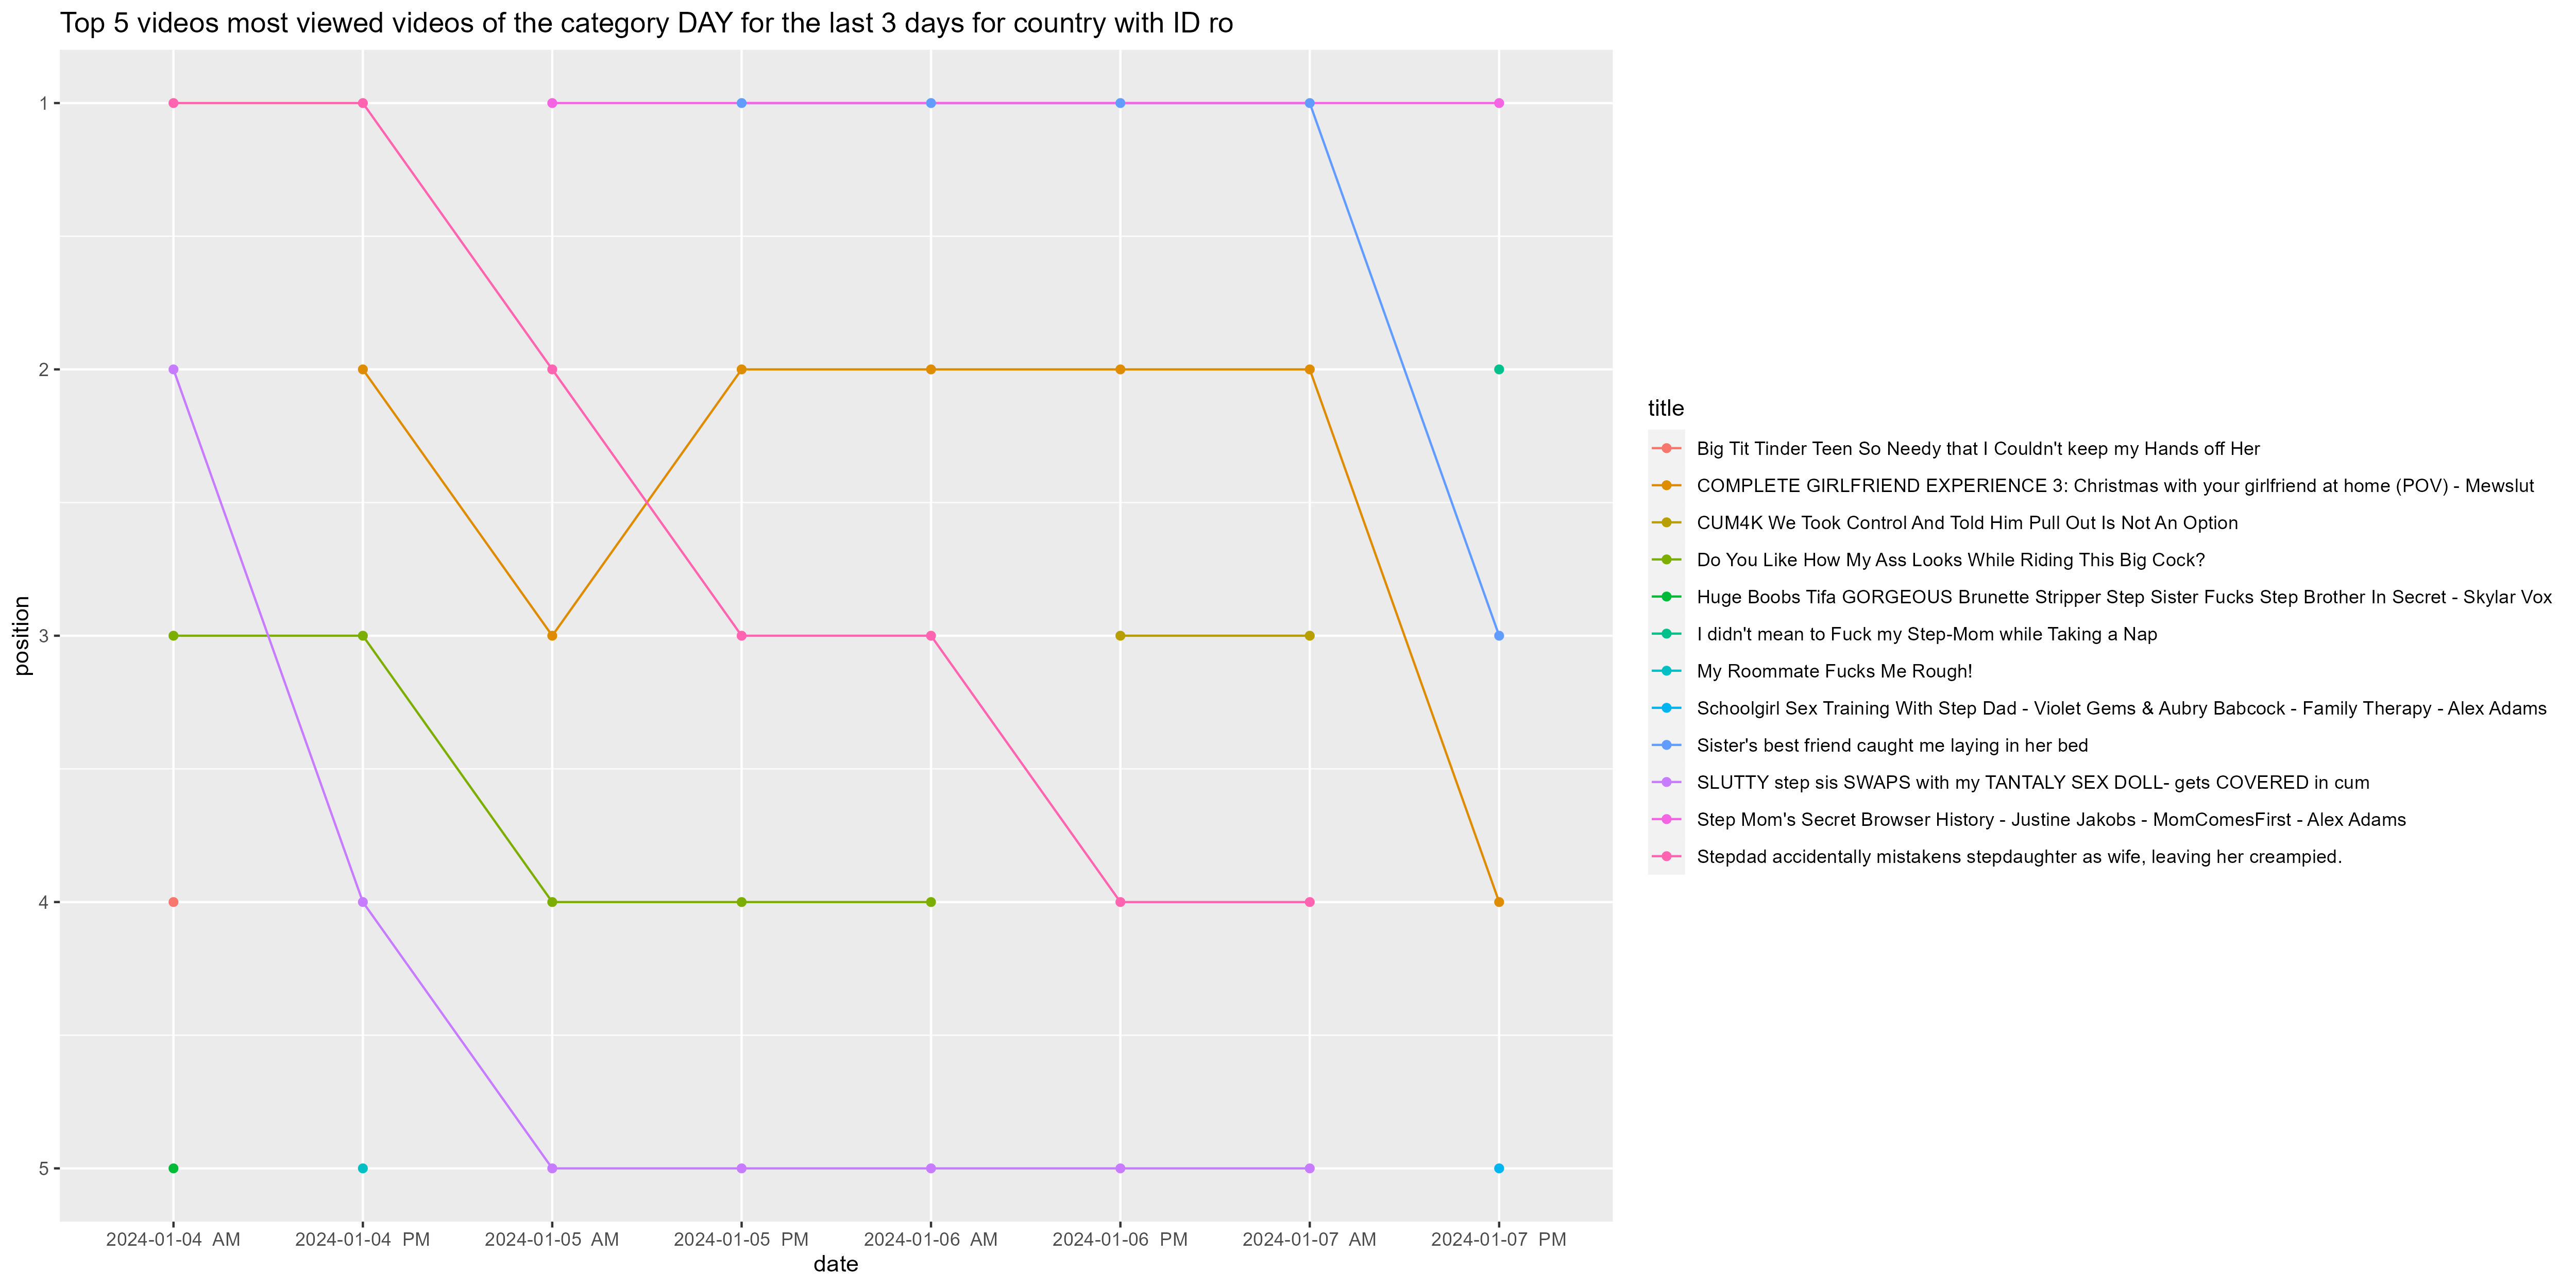 Top 5 videos most viewed videos of the category DAY for the last 3 days for country with ID ro
position
1
2
3
4
5
2024-01-04 AM
2024-01-04 PM
2024-01-05 AM
2024-01-05 PM
2024-01-06 AM
2024-01-06 PM
2024-01-07 AM
2024-01-07 PM
date
title
Big Tit Tinder Teen So Needy that I Couldn't keep my Hands off Her
COMPLETE GIRLFRIEND EXPERIENCE 3: Christmas with your girlfriend at home (POV) - Mewslut
CUM4K We Took Control And Told Him Pull Out Is Not An Option
Do You Like How My Ass Looks While Riding This Big Cock?
Huge Boobs Tifa GORGEOUS Brunette Stripper Step Sister Fucks Step Brother In Secret - Skylar Vox
I didn't mean to Fuck my Step-Mom while Taking a Nap
My Roommate Fucks Me Rough!
Schoolgirl Sex Training With Step Dad - Violet Gems & Aubry Babcock - Family Therapy - Alex Adams
Sister's best friend caught me laying in her bed
SLUTTY step sis SWAPS with my TANTALY SEX DOLL- gets COVERED in cum
Step Mom's Secret Browser History - Justine Jakobs - MomComesFirst - Alex Adams
Stepdad accidentally mistakens stepdaughter as wife, leaving her creampied.